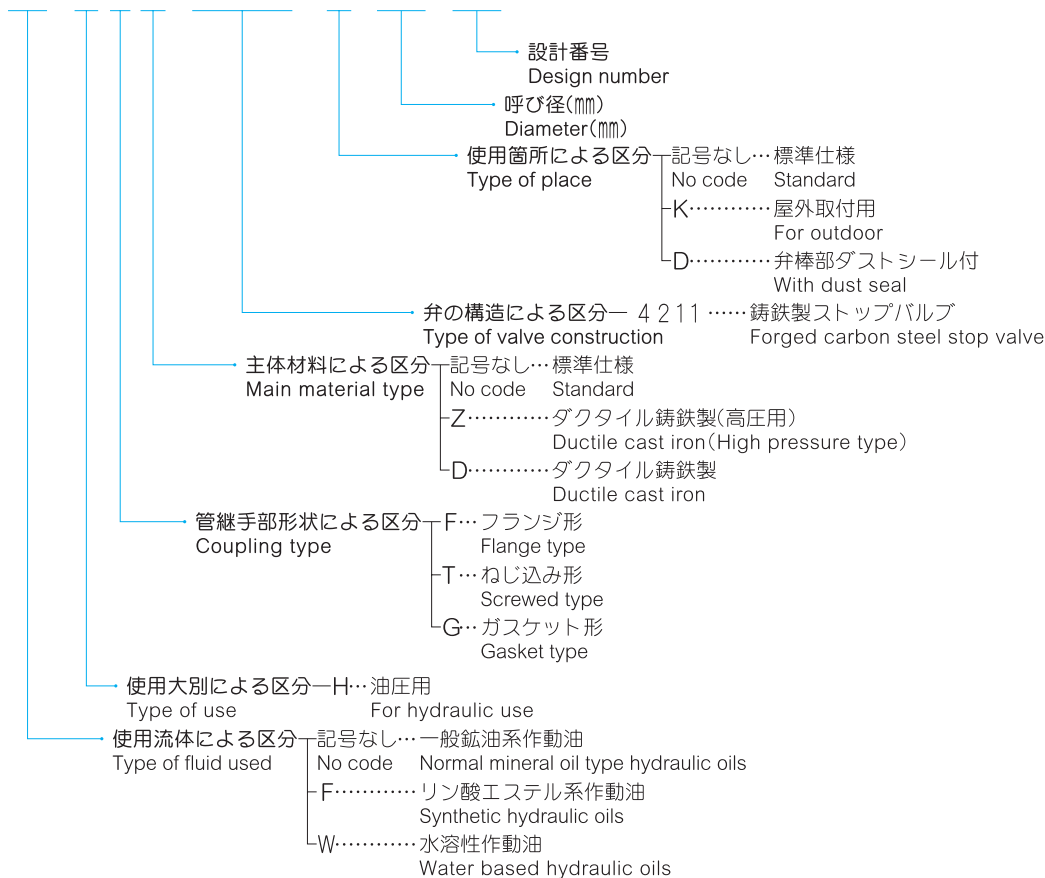 設計番号
Design number
呼び径(㎜)
Diameter(㎜)
使用箇所による区分 記号なし…標準仕様
Type of place No code Standard
K…………屋外取付用
For outdoor
D…………弁棒部ダストシール付
With dust seal
弁の構造による区分 4211……鋳鉄製ストップバルブ
Type of valve construction Forged carbon steel stop valve
主体材料による区分 記号なし…標準仕様
Main material type No code Standard
Z…………ダクタイル鋳鉄製(高圧用)
Ductile cast iron(High pressure type)
D…………ダクタイル鋳鉄製
Ductile cast iron
管継手部形状による区分 F…フランジ形
Coupling type Flange type
T…ねじ込み形
Screwed type
G…ガスケット形
Gasket type
使用大別による区分 H…油圧用
Type of use For hydraulic use
使用流体による区分 記号なし…一般鉱油系作動油
Type of fluid used No code Normal mineral oil type hydraulic oils
F…………リン酸エステル系作動油
Synthetic hydraulic oils
W…………水溶性作動油
Water based hydraulic oils